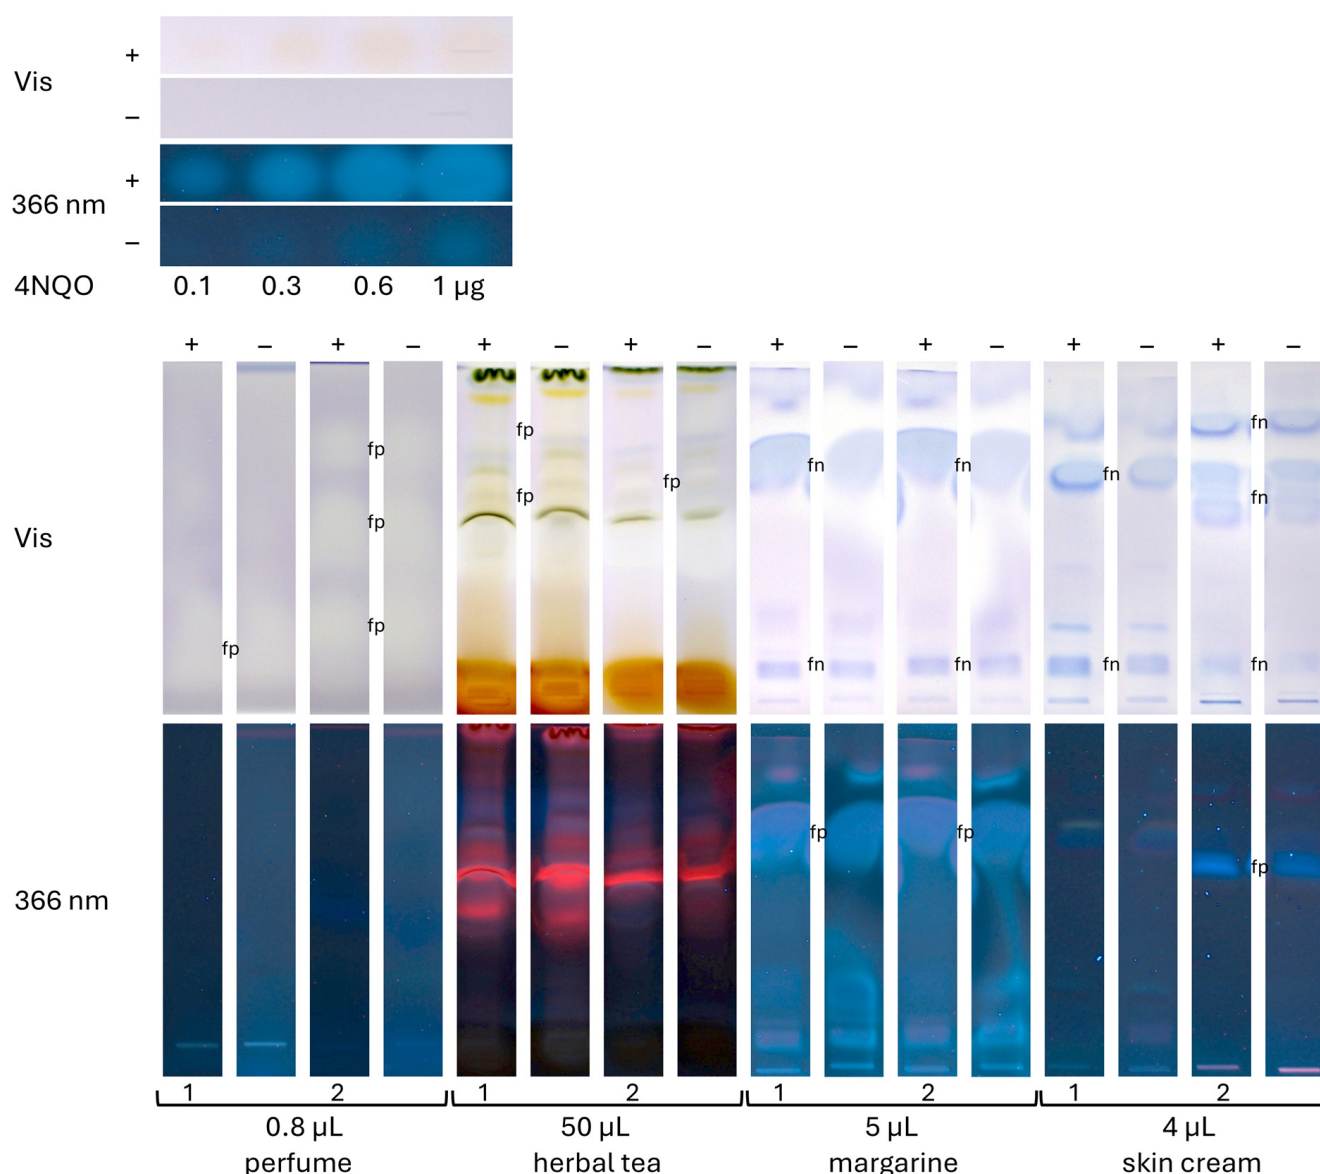 +
Vis
–
+
366 nm
–
4NQO 0.1 0.3 0.6 1 µg
+ – + – + – + – + – + – + – + –
fp fn
fp fp fn fn fn
fp fp fn
fp
fp
fp fn fn fn fn
Vis
fp fp
fp
366 nm
1 2 1 2 1 2 1 2
0.8 µL 50 µL 5 µL 4 µL
perfume herbal tea margarine skin cream